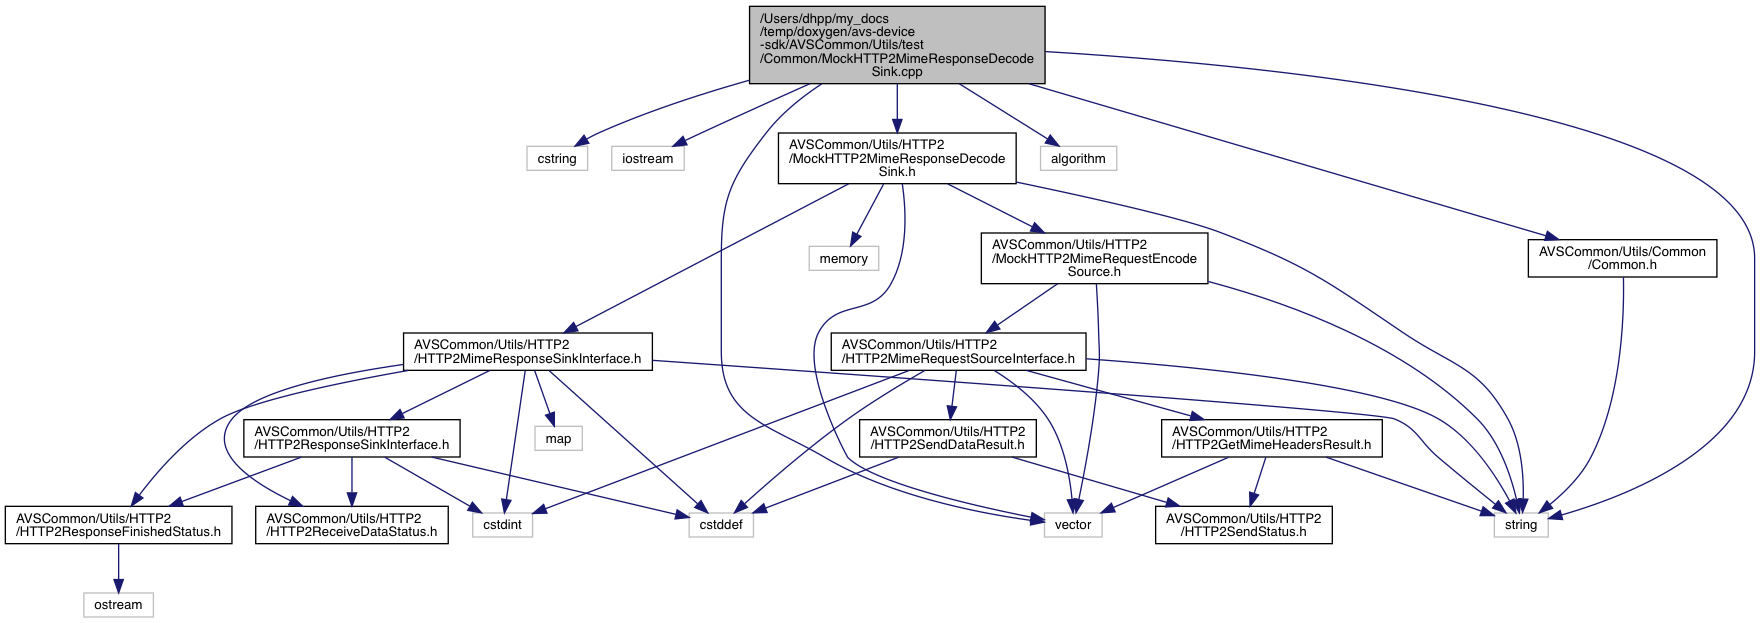 /Users/dhpp/my_docs
/temp/doxygen/avs-device
-sdk/AVSCommon/Utils/test
/Common/MockHTTP2MimeResponseDecode
Sink.cpp
cstring
iostream
AVSCommon/Utils/HTTP2
/MockHTTP2MimeResponseDecode
Sink.h
algorithm
memory
AVSCommon/Utils/HTTP2
/MockHTTP2MimeRequestEncode
Source.h
AVSCommon/Utils/Common
/Common.h
AVSCommon/Utils/HTTP2
/HTTP2MimeResponseSinkInterface.h
AVSCommon/Utils/HTTP2
/HTTP2MimeRequestSourceInterface.h
AVSCommon/Utils/HTTP2
/HTTP2ResponseSinkInterface.h
map
AVSCommon/Utils/HTTP2
/HTTP2SendDataResult.h
AVSCommon/Utils/HTTP2
/HTTP2GetMimeHeadersResult.h
AVSCommon/Utils/HTTP2
/HTTP2ResponseFinishedStatus.h
AVSCommon/Utils/HTTP2
/HTTP2ReceiveDataStatus.h
cstdint
cstddef
vector
AVSCommon/Utils/HTTP2
/HTTP2SendStatus.h
string
ostream